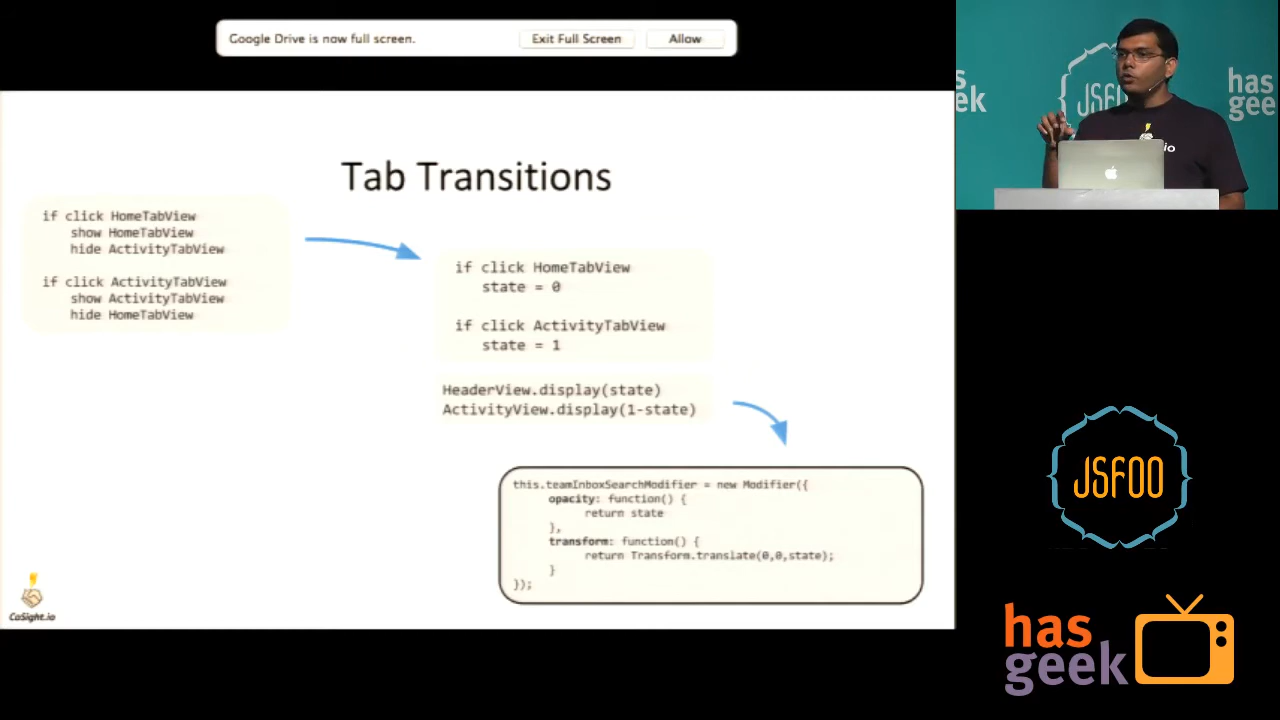 Google Drive is now full screen.
Exit Full Screen
Allow
Tab Transitions
if click HomeTabView
show HomeTabView
hide ActivityTabView
if click ActivityTabView
show ActivityTabView
hide HomeTabView
if click HomeTabView
state = 0
if click ActivityTabView
state = 1
HeaderView.display(state)
ActivityView.display(1-state)
this.teamInboxSearchModifier = new Modifier({
opacity: function() {
return state
},
transform: function() {
return Transform.translate(0,0,state);
}
});
CoSight.io
JSFOO
has
geek
io
JSFOO
has
geek